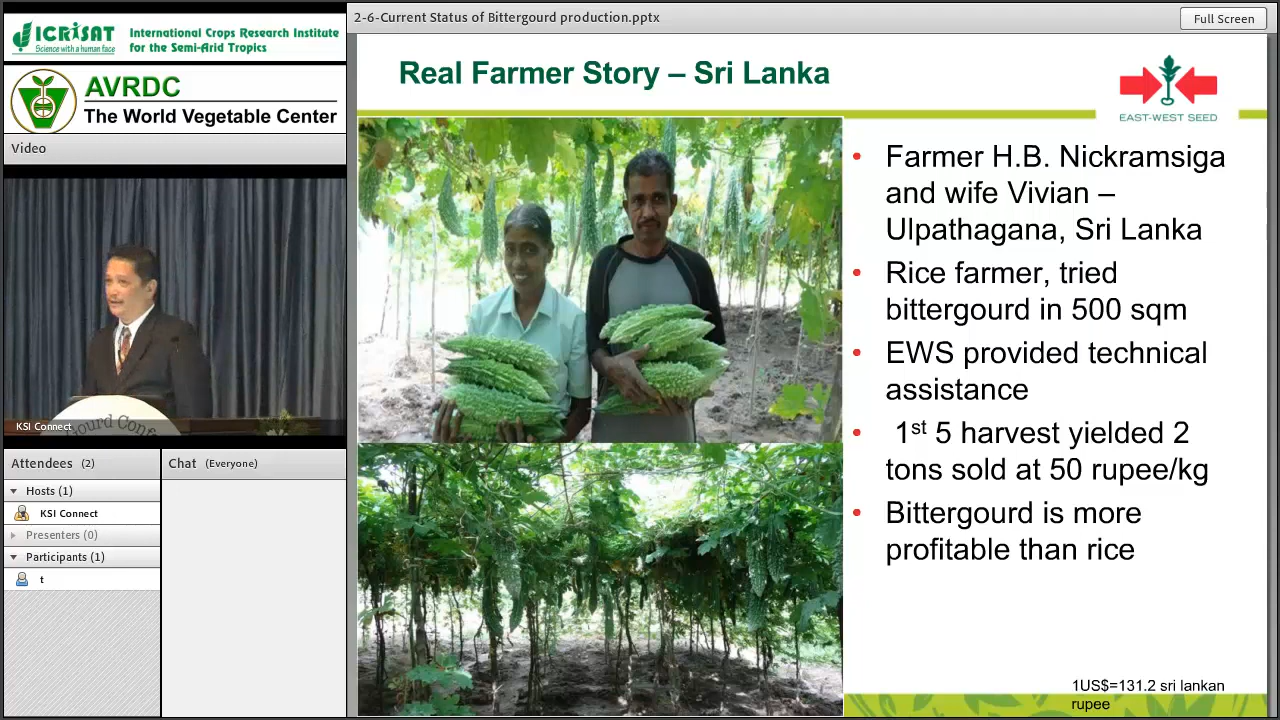 2-6-Current Status of Bittergourd production.pptx
Full Screen
ICRISAT
Science with a human face
International Crops Research Institute
for the Semi-Arid Tropics
AVRDC
The World Vegetable Center
Video
KSI Connect
ourd Conf
Attendees (2)
Hosts (1)
KSI Connect
Presenters (0)
Participants (1)
t
Chat (Everyone)
Real Farmer Story – Sri Lanka
EAST-WEST SEED
• Farmer H.B. Nickramsiga
and wife Vivian –
Ulpathagana, Sri Lanka
• Rice farmer, tried
bittergourd in 500 sqm
• EWS provided technical
assistance
• 1st 5 harvest yielded 2
tons sold at 50 rupee/kg
• Bittergourd is more
profitable than rice
1US$=131.2 sri lankan
rupee